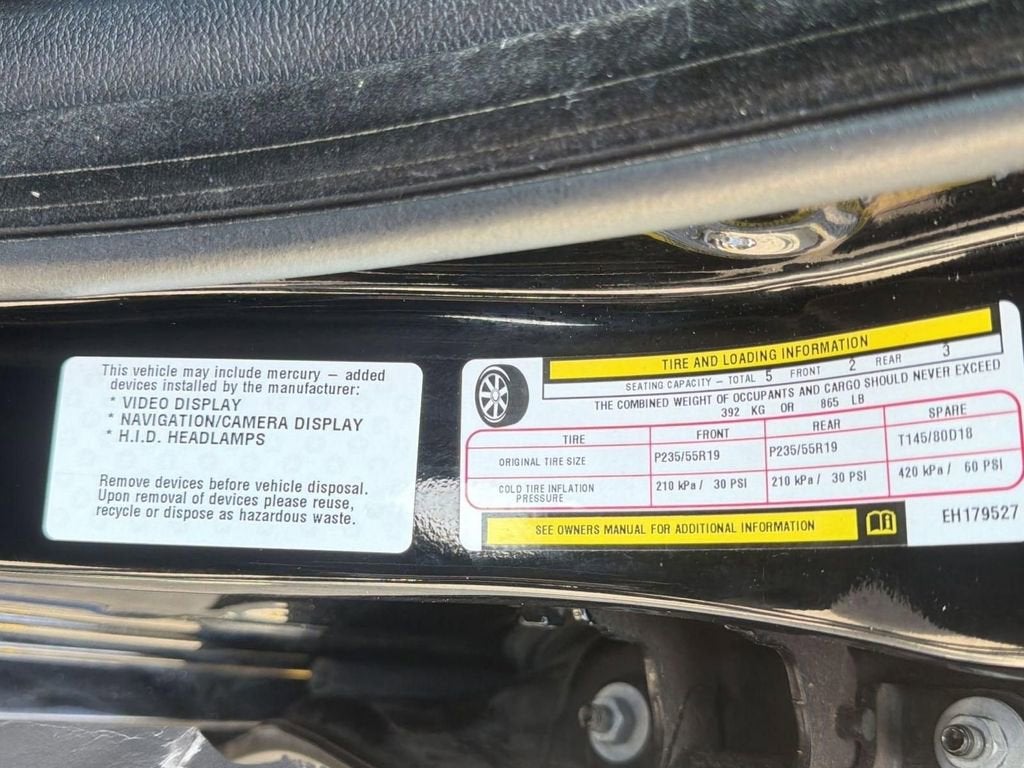 This vehicle may include mercury – added
devices installed by the manufacturer:
* VIDEO DISPLAY
* NAVIGATION/CAMERA DISPLAY
* H.I.D. HEADLAMPS
Remove devices before vehicle disposal.
Upon removal of devices please reuse,
recycle or dispose as hazardous waste.
TIRE AND LOADING INFORMATION
SEATING CAPACITY – TOTAL 5 FRONT 2 REAR 3
THE COMBINED WEIGHT OF OCCUPANTS AND CARGO SHOULD NEVER EXCEED
392 KG OR 865 LB
TIRE FRONT REAR SPARE
ORIGINAL TIRE SIZE P235/55R19 P235/55R19 T145/80D18
COLD TIRE INFLATION PRESSURE 210 kPa / 30 PSI 210 kPa / 30 PSI 420 kPa / 60 PSI
SEE OWNERS MANUAL FOR ADDITIONAL INFORMATION
EH179527